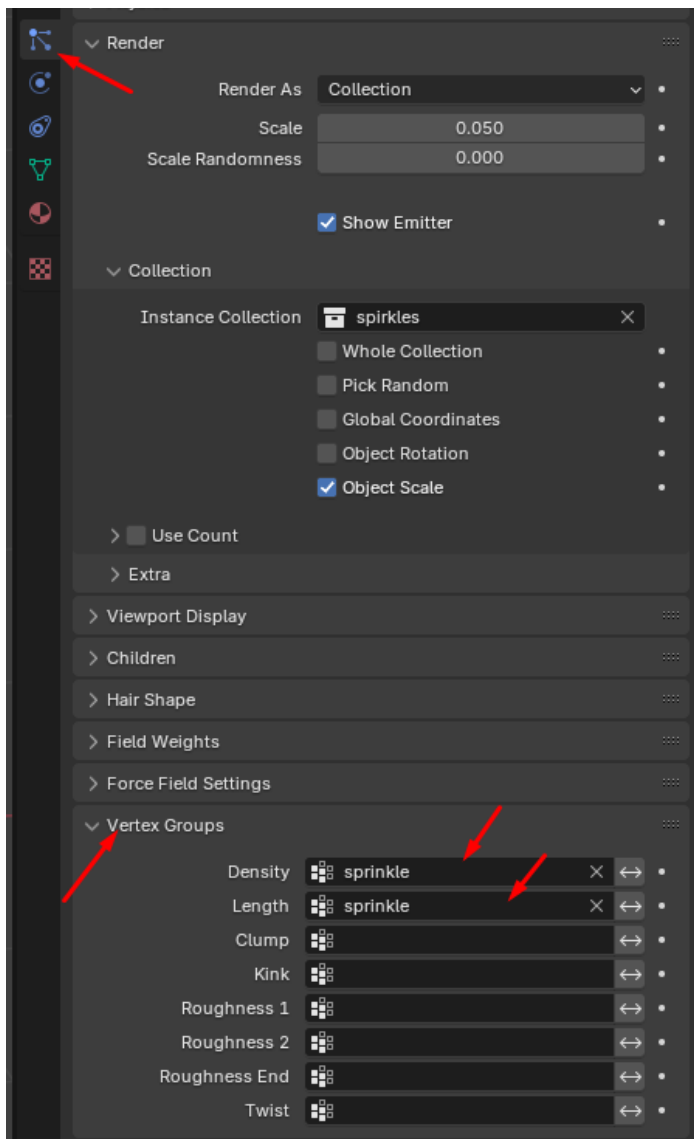 Render
Render As Collection
Scale 0.050
Scale Randomness 0.000
Show Emitter
Collection
Instance Collection spirkles
Whole Collection
Pick Random
Global Coordinates
Object Rotation
Object Scale
Use Count
Extra
Viewport Display
Children
Hair Shape
Field Weights
Force Field Settings
Vertex Groups
Density sprinkle
Length sprinkle
Clump
Kink
Roughness 1
Roughness 2
Roughness End
Twist